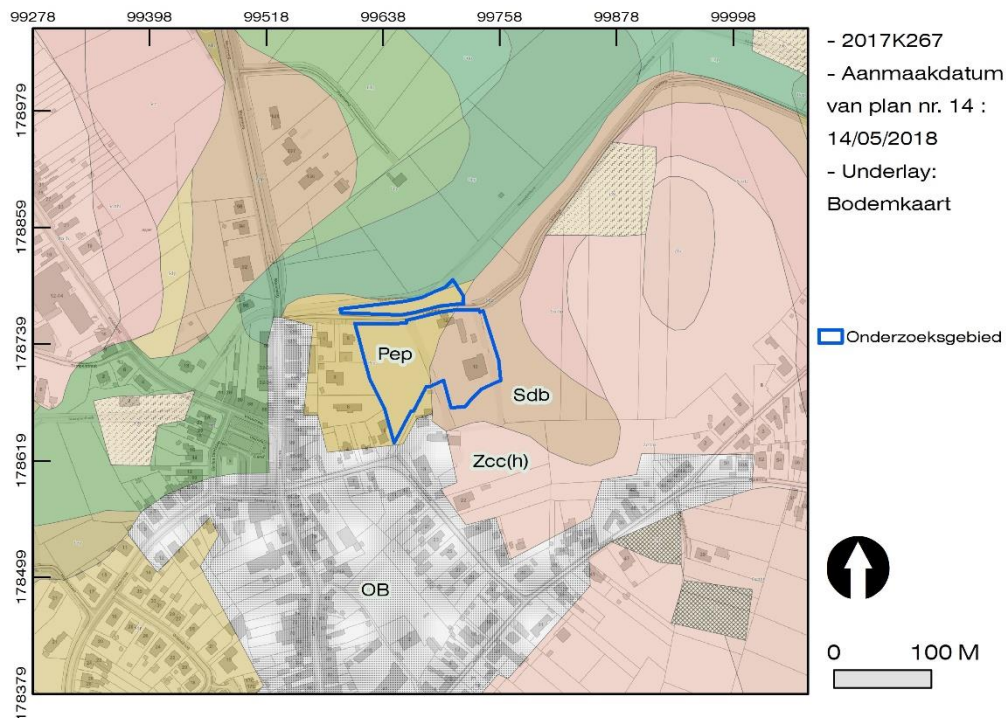 99278 99398 99518 99638 99758 99878 99998
178979
178859
178739
178619
178499
178379
Pep
Sdb
Zcc(h)
OB
- 2017K267
- Aanmaakdatum
van plan nr. 14 :
14/05/2018
- Underlay:
Bodemkaart
Onderzoeksgebied
0 100 M